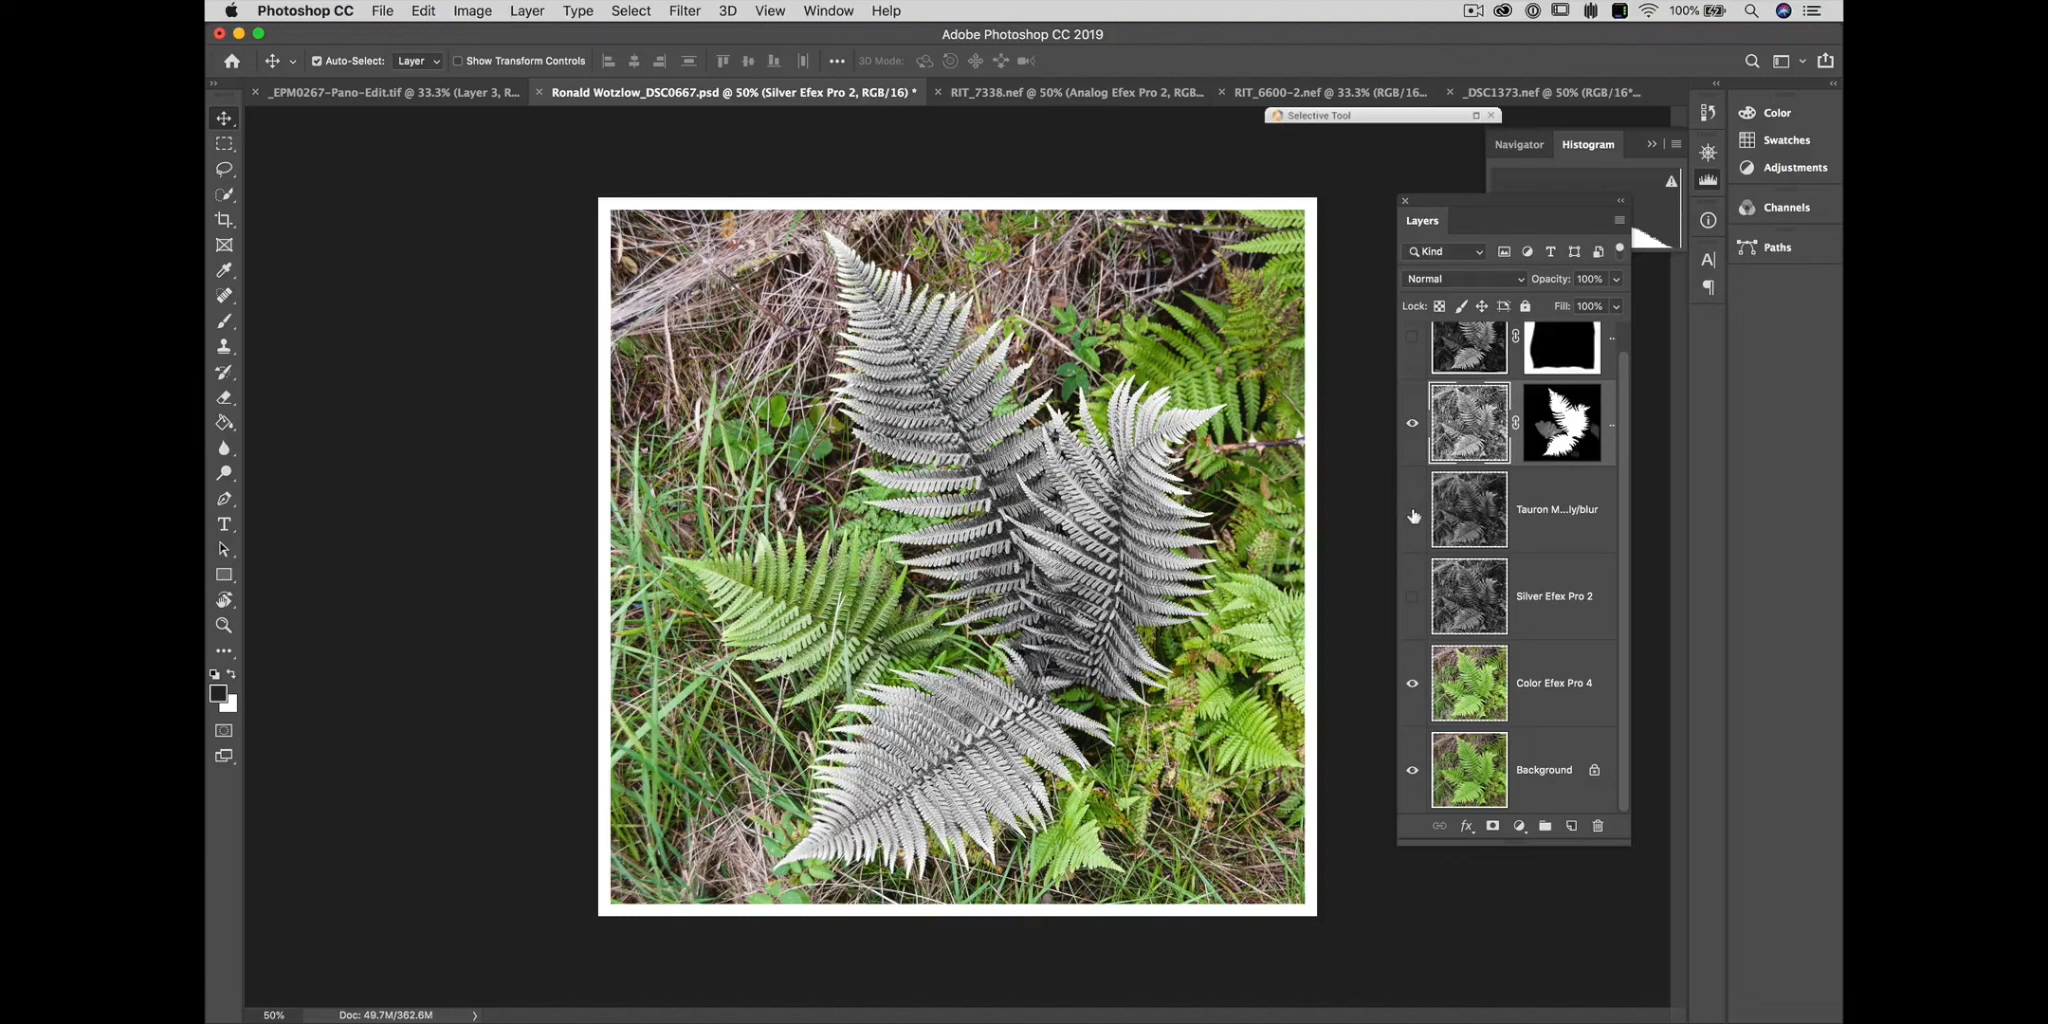 Photoshop CC File Edit Image Layer Type Select Filter 3D View Window Help 100%
Adobe Photoshop CC 2019
Auto-Select: Layer Show Transform Controls 3D Mode:
_EPM0267-Pano-Edit.tif @ 33.3% (Layer 3, R... Ronald Wotzlow_DSC0667.psd @ 50% (Silver Efex Pro 2, RGB/16) * RIT_7338.nef @ 50% (Analog Efex Pro 2, RGB... RIT_6600-2.nef @ 33.3% (RGB/16... _DSC1373.nef @ 50% (RGB/16*...
Selective Tool
Color
Navigator Histogram
Swatches
Adjustments
Channels
Layers
Paths
Kind
Normal Opacity: 100%
Lock: Fill: 100%
Tauron M...ly/blur
Silver Efex Pro 2
Color Efex Pro 4
Background
fx
50% Doc: 49.7M/362.6M